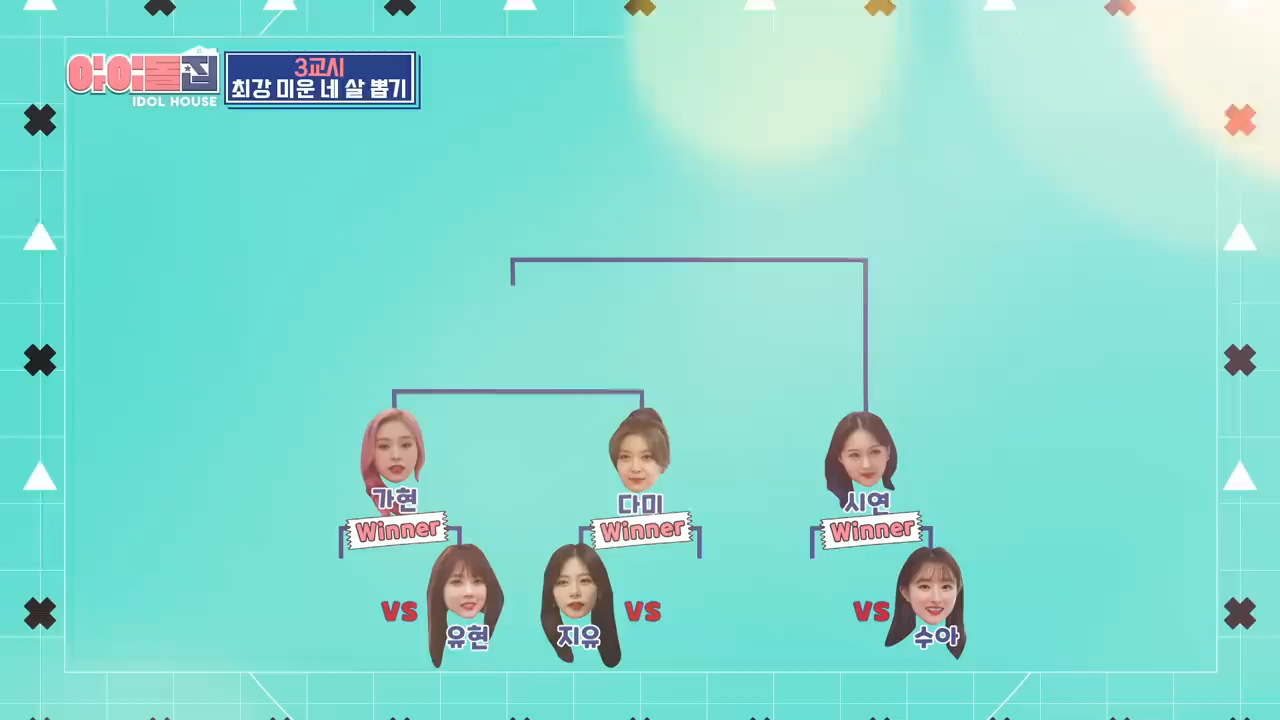 아이돌집
IDOL HOUSE
3교시
최강 미운 네 살 뽑기
가현
다미
시연
Winner
Winner
Winner
VS
VS
VS
유현
지유
수아